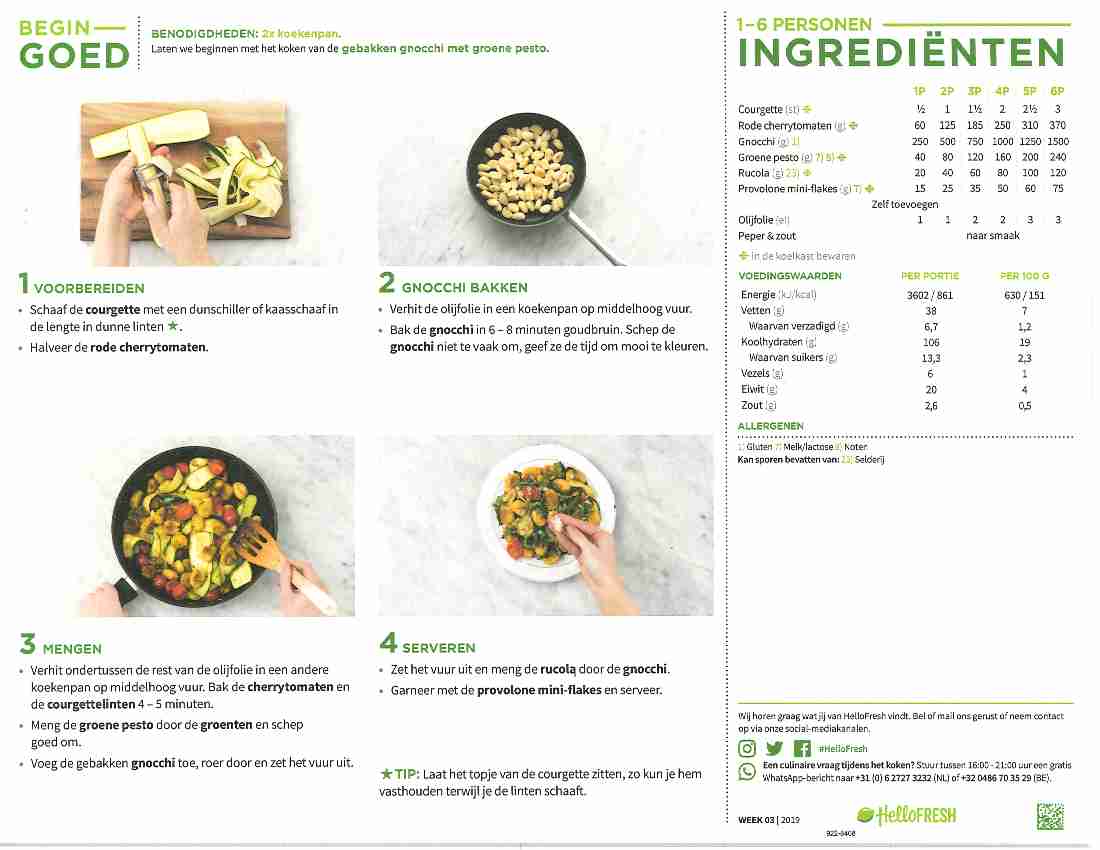 BEGIN
GOED
BENODIGDHEDEN: 2x koekenpan.
Laten we beginnen met het koken van de gebakken gnocchi met groene pesto.
1 VOORBEREIDEN
• Schaaf de courgette met een dunschiller of kaasschaaf in
de lengte in dunne linten ★.
• Halveer de rode cherrytomaten.
2 GNOCCHI BAKKEN
• Verhit de olijfolie in een koekenpan op middelhoog vuur.
• Bak de gnocchi in 6 – 8 minuten goudbruin. Schep de
gnocchi niet te vaak om, geef ze de tijd om mooi te kleuren.
3 MENGEN
• Verhit ondertussen de rest van de olijfolie in een andere
koekenpan op middelhoog vuur. Bak de cherrytomaten en
de courgettelinten 4 – 5 minuten.
• Meng de groene pesto door de groenten en schep
goed om.
• Voeg de gebakken gnocchi toe, roer door en zet het vuur uit.
4 SERVEREN
• Zet het vuur uit en meng de rucola door de gnocchi.
• Garneer met de provolone mini-flakes en serveer.
★TIP: Laat het topje van de courgette zitten, zo kun je hem
vasthouden terwijl je de linten schaaft.
1–6 PERSONEN
INGREDIËNTEN
1P 2P 3P 4P 5P 6P
Courgette (st) ½ 1 1½ 2 2½ 3
Rode cherrytomaten (g) 60 125 185 250 310 370
Gnocchi (g) 1) 250 500 750 1000 1250 1500
Groene pesto (g) 7) 8) 40 80 120 160 200 240
Rucola (g) 23) 20 40 60 80 100 120
Provolone mini-flakes (g) 7) 15 25 35 50 60 75
Zelf toevoegen
Olijfolie (el) 1 1 2 2 3 3
Peper & zout naar smaak
in de koelkast bewaren
VOEDINGSWAARDEN PER PORTIE PER 100 G
Energie (kJ/kcal) 3602 / 861 630 / 151
Vetten (g) 38 7
Waarvan verzadigd (g) 6,7 1,2
Koolhydraten (g) 106 19
Waarvan suikers (g) 13,3 2,3
Vezels (g) 6 1
Eiwit (g) 20 4
Zout (g) 2,6 0,5
ALLERGENEN
1) Gluten 7) Melk/lactose 8) Noten
Kan sporen bevatten van: 23) Selderij
Wij horen graag wat jij van HelloFresh vindt. Bel of mail ons gerust of neem contact
op via onze social-mediakanalen.
#HelloFresh
Een culinaire vraag tijdens het koken? Stuur tussen 16:00 - 21:00 uur een gratis
WhatsApp-bericht naar +31 (0) 6 2727 3232 (NL) of +32 0486 70 35 29 (BE).
WEEK 03 | 2019
HelloFRESH
922-6408